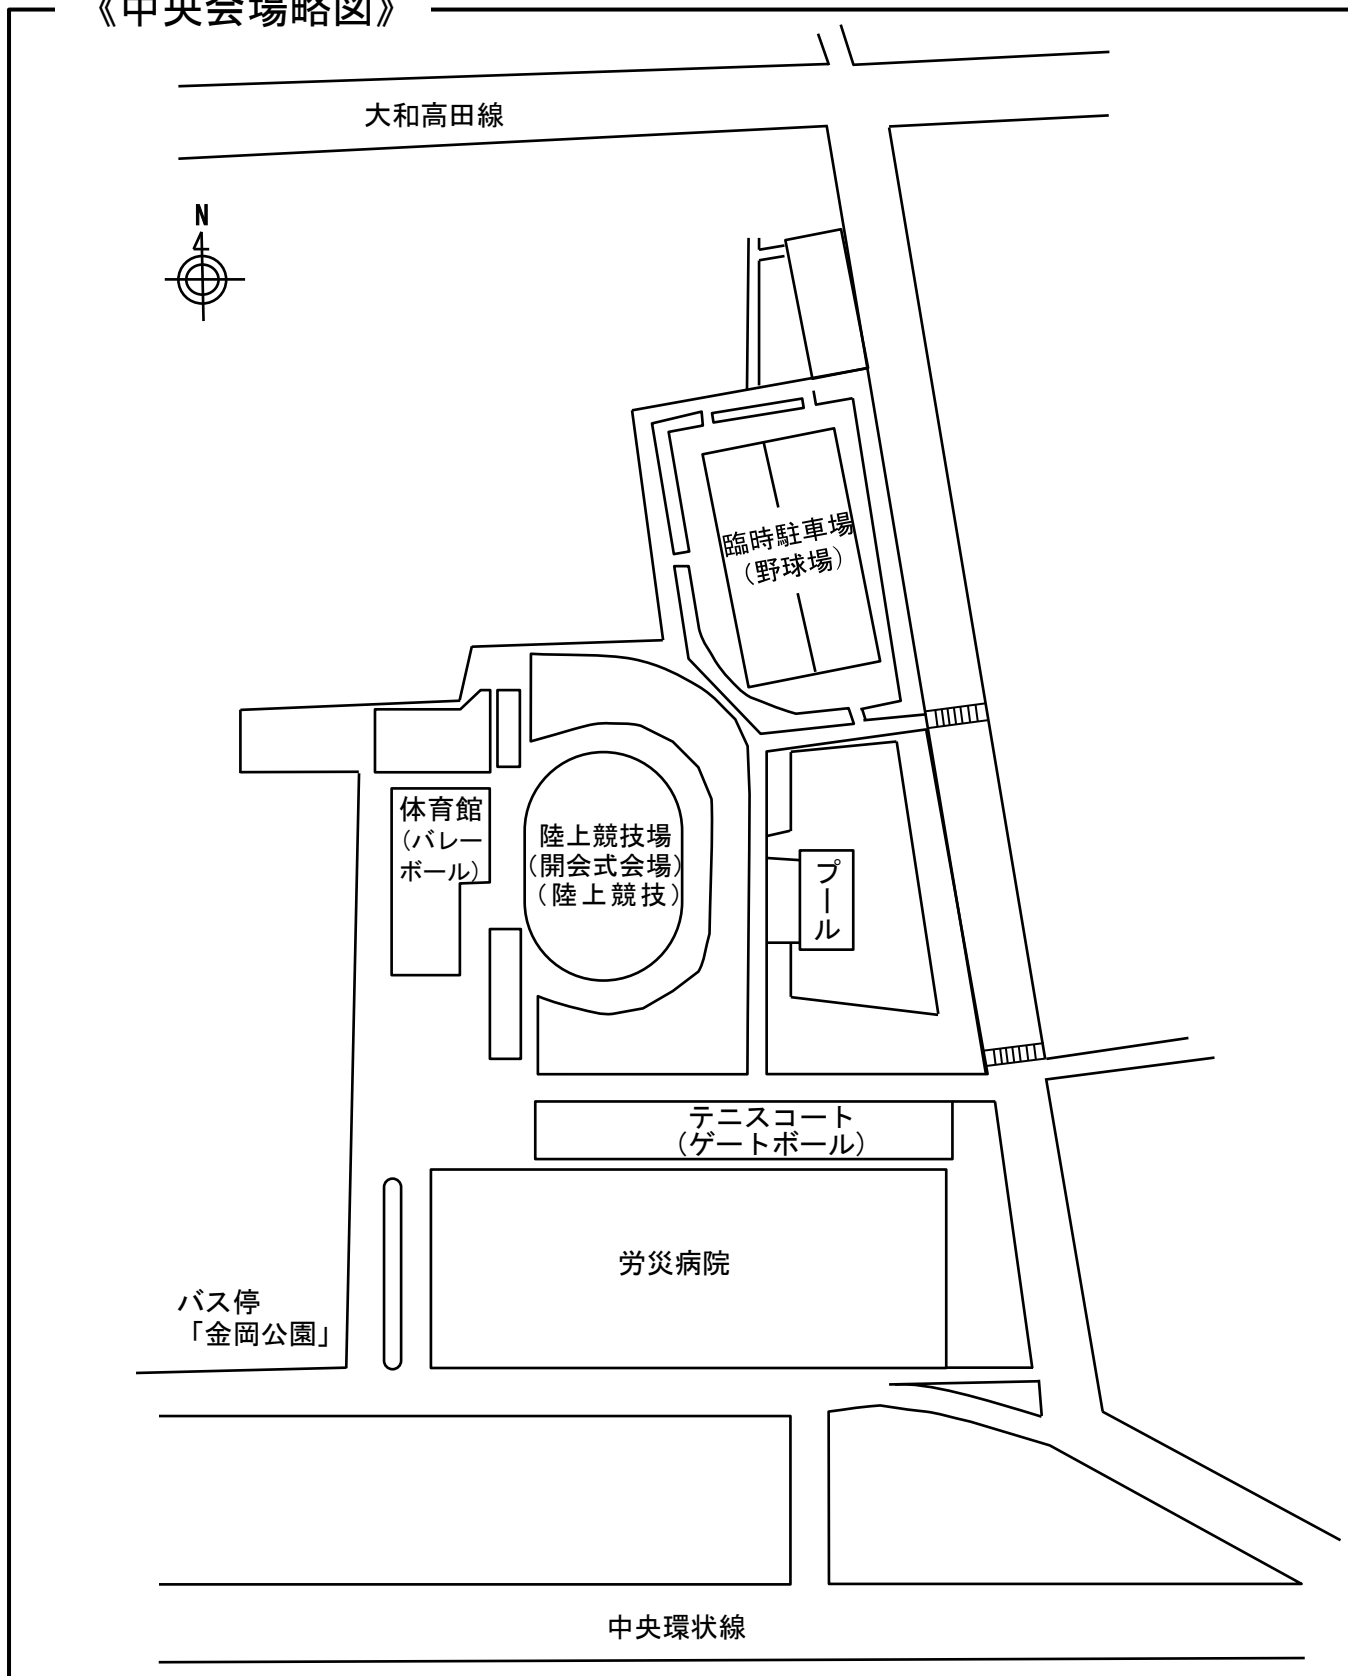 《中央会場略図》
大和高田線
N
臨時駐車場
（野球場）
体育館
（バレー
ボール）
陸上競技場
（開会式会場）
（陸上競技）
プール
テニスコート
（ゲートボール）
労災病院
バス停
「金岡公園」
中央環状線